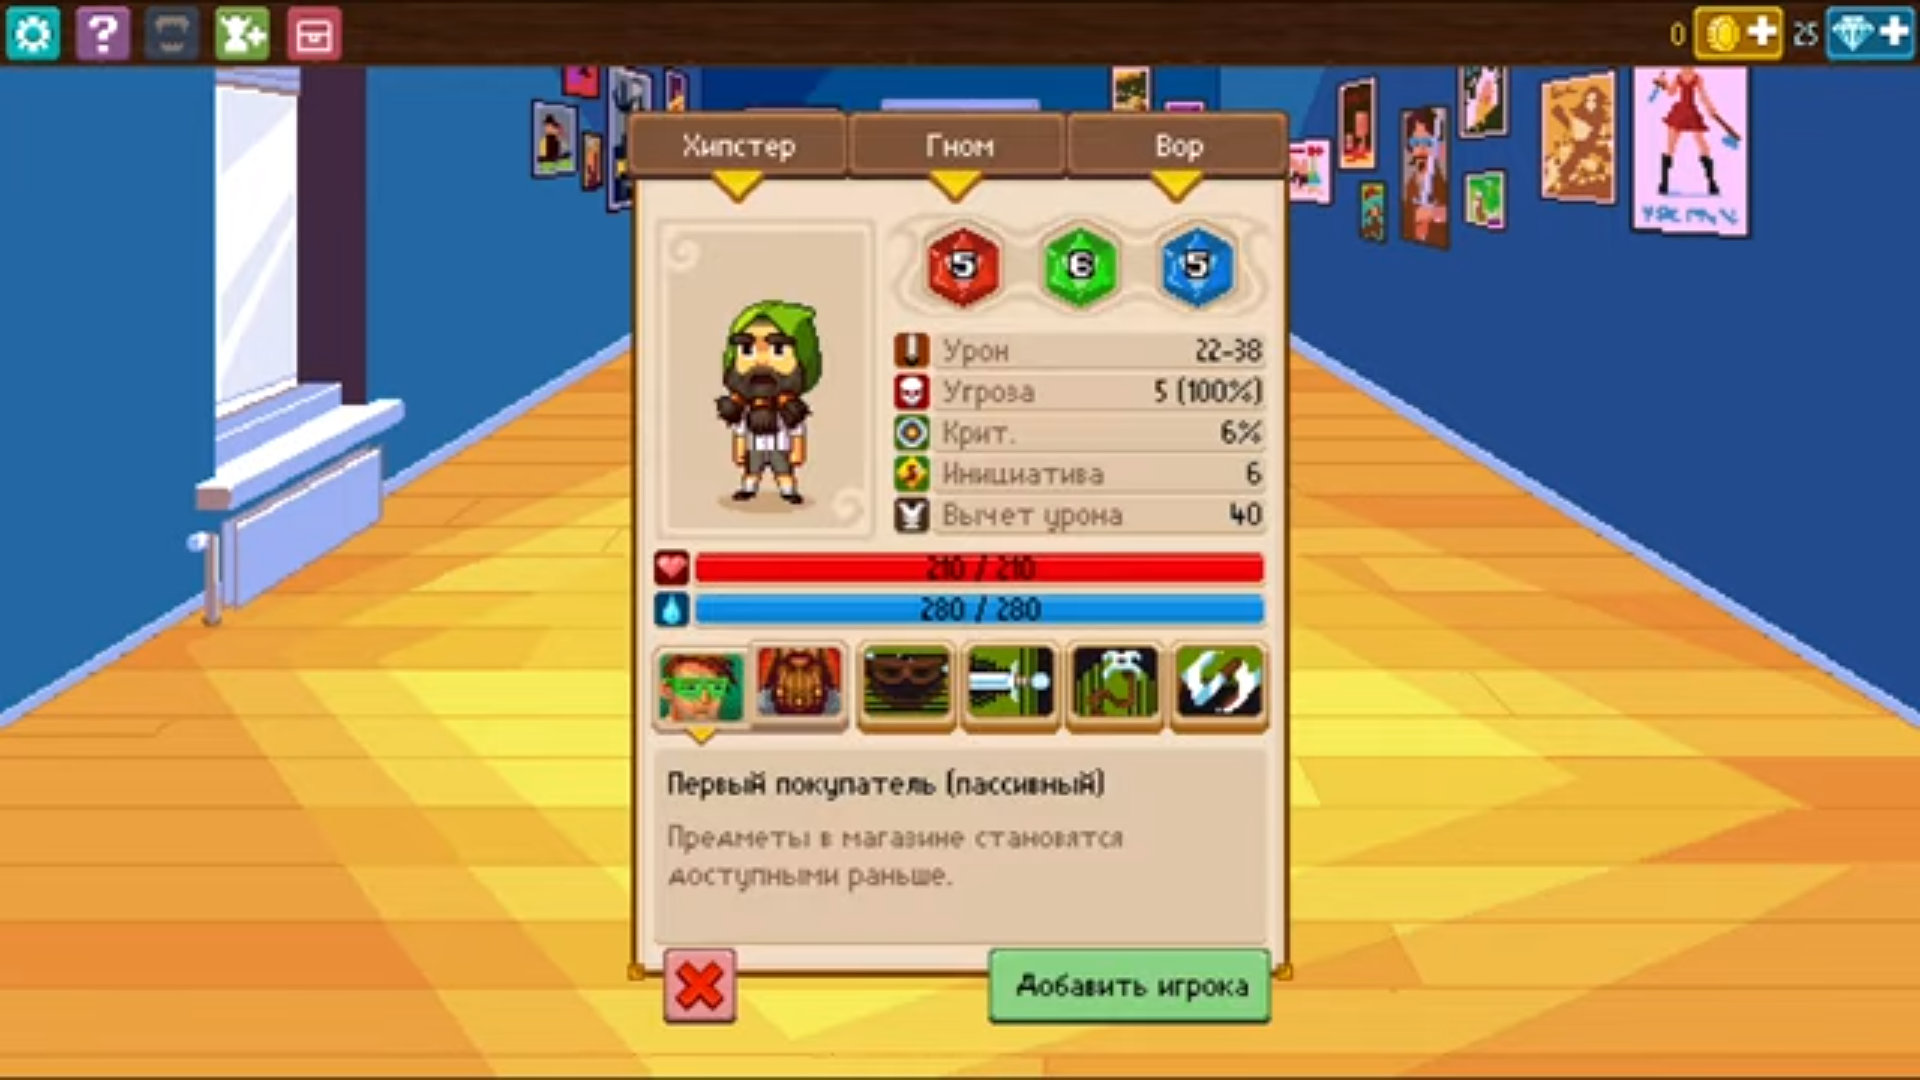 0
25
Хипстер
Гном
Вор
5
6
5
Урон 22-38
Угроза 5 (100%)
Крит. 6%
Инициатива 6
Вычет урона 40
210 / 210
280 / 280
Первый покупатель (пассивный)
Предметы в магазине становятся
доступными раньше.
Добавить игрока